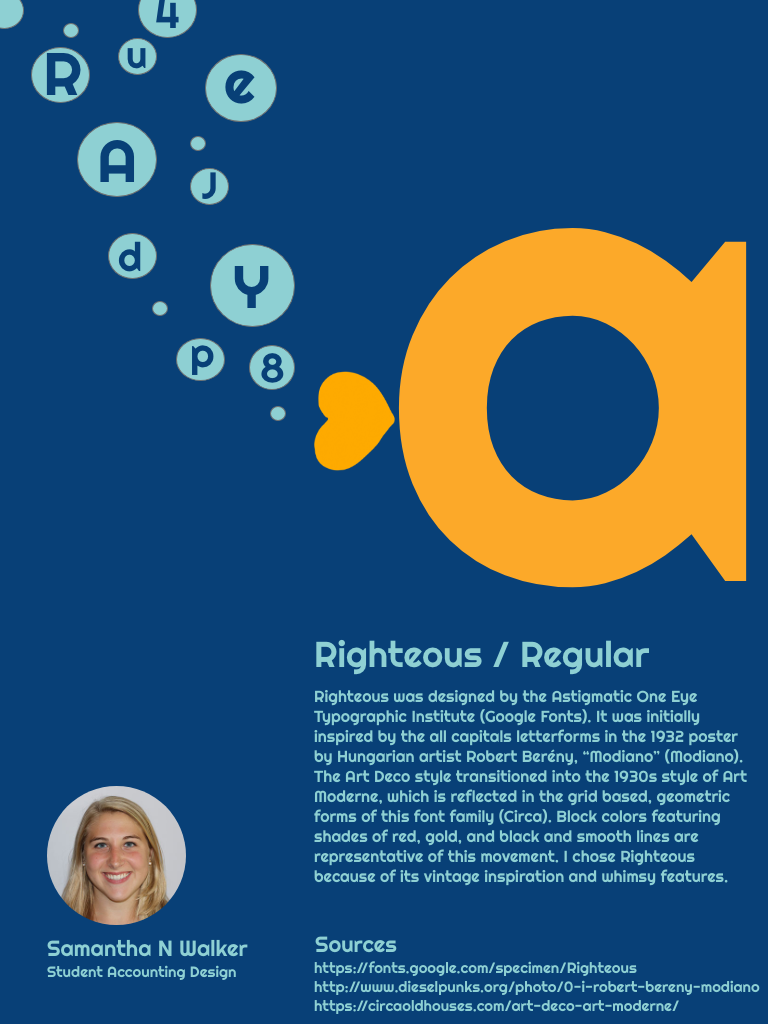 4
R
u
e
A
J
d
Y
p
8
a
Righteous / Regular
Righteous was designed by the Astigmatic One Eye
Typographic Institute (Google Fonts). It was initially
inspired by the all capitals letterforms in the 1932 poster
by Hungarian artist Robert Berény, “Modiano” (Modiano).
The Art Deco style transitioned into the 1930s style of Art
Moderne, which is reflected in the grid based, geometric
forms of this font family (Circa). Block colors featuring
shades of red, gold, and black and smooth lines are
representative of this movement. I chose Righteous
because of its vintage inspiration and whimsy features.
Samantha N Walker
Student Accounting Design
Sources
https://fonts.google.com/specimen/Righteous
http://www.dieselpunks.org/photo/0-i-robert-bereny-modiano
https://circaoldhouses.com/art-deco-art-moderne/